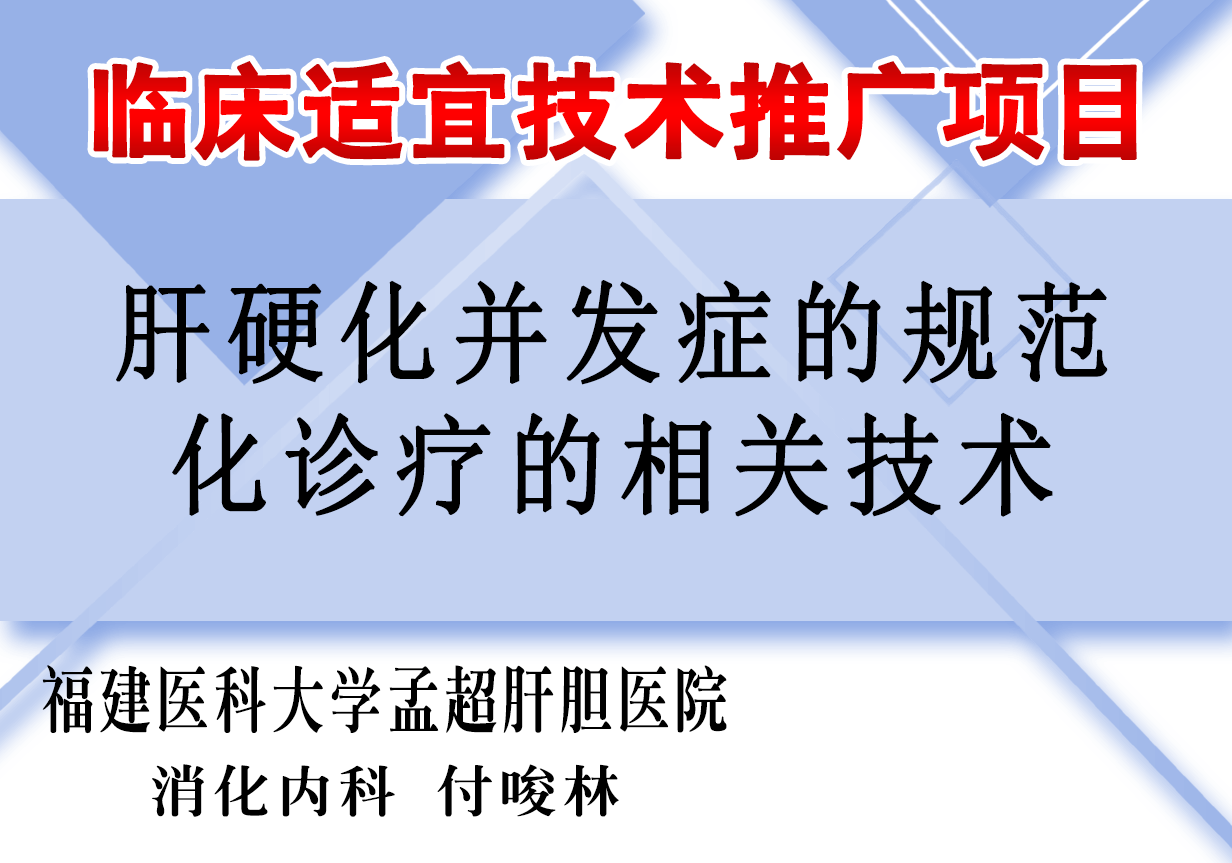 临床适宜技术推广项目
肝硬化并发症的规范
化诊疗的相关技术
福建医科大学孟超肝胆医院
消化内科 付唆林